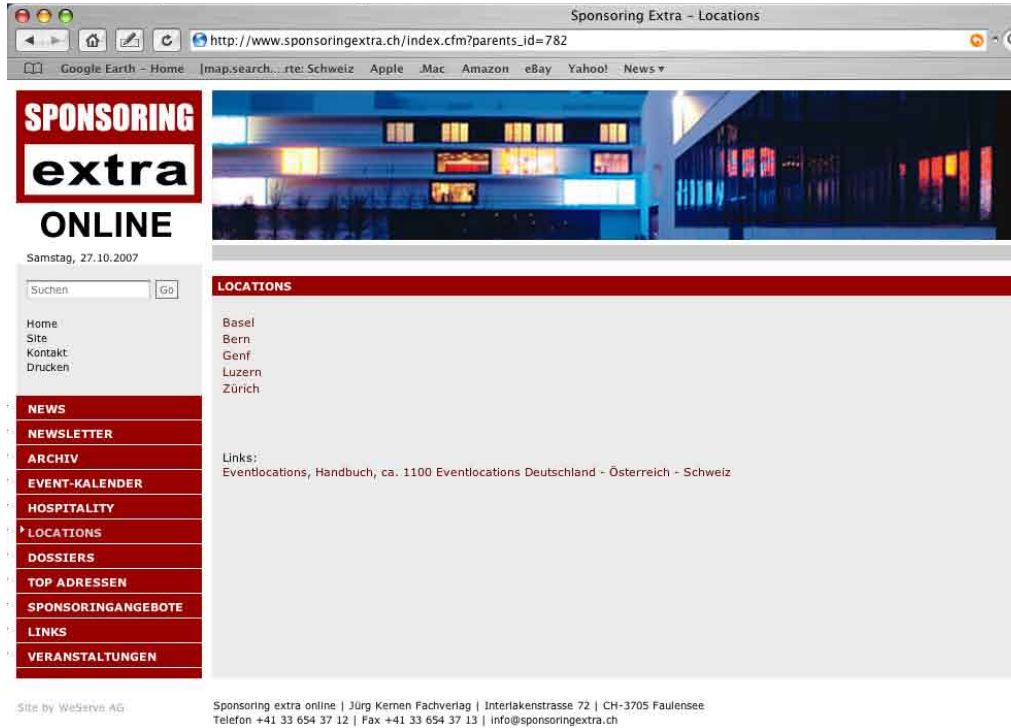 Sponsoring Extra – Locations
http://www.sponsoringextra.ch/index.cfm?parents_id=782
Google Earth – Home [map.search....rte: Schweiz Apple .Mac Amazon eBay Yahoo! News
SPONSORING
extra
ONLINE
Samstag, 27.10.2007
Suchen Go
Home
Site
Kontakt
Drucken
NEWS
NEWSLETTER
ARCHIV
EVENT-KALENDER
HOSPITALITY
LOCATIONS
DOSSIERS
TOP ADRESSEN
SPONSORINGANGEBOTE
LINKS
VERANSTALTUNGEN
LOCATIONS
Basel
Bern
Genf
Luzern
Zürich
Links:
Eventlocations, Handbuch, ca. 1100 Eventlocations Deutschland - Österreich - Schweiz
Site by WeServe AG
Sponsoring extra online | Jürg Kernen Fachverlag | Interlakenstrasse 72 | CH-3705 Faulensee
Telefon +41 33 654 37 12 | Fax +41 33 654 37 13 | info@sponsoringextra.ch